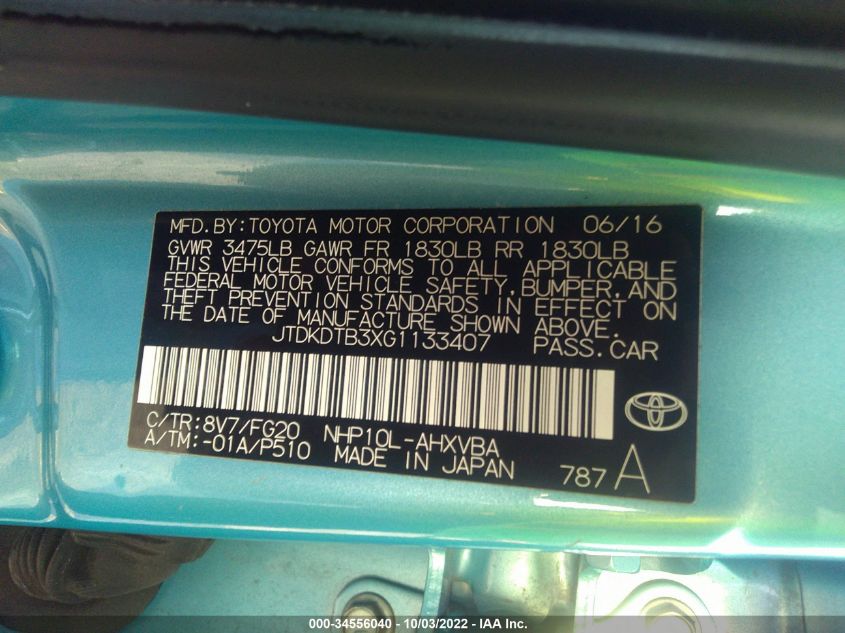 MFD. BY: TOYOTA MOTOR CORPORATION 06/16
GVWR 3475LB GAWR FR 1830LB RR 1830LB
THIS VEHICLE CONFORMS TO ALL APPLICABLE
FEDERAL MOTOR VEHICLE SAFETY, BUMPER, AND
THEFT PREVENTION STANDARDS IN EFFECT ON
THE DATE OF MANUFACTURE SHOWN ABOVE.
JTDKDTB3XG1133407 PASS. CAR
C/TR: 8V7/FG20 NHP10L-AHXVBA
A/TM: -01A/P510 MADE IN JAPAN 787 A
000-34556040 - 10/03/2022 - IAA Inc.